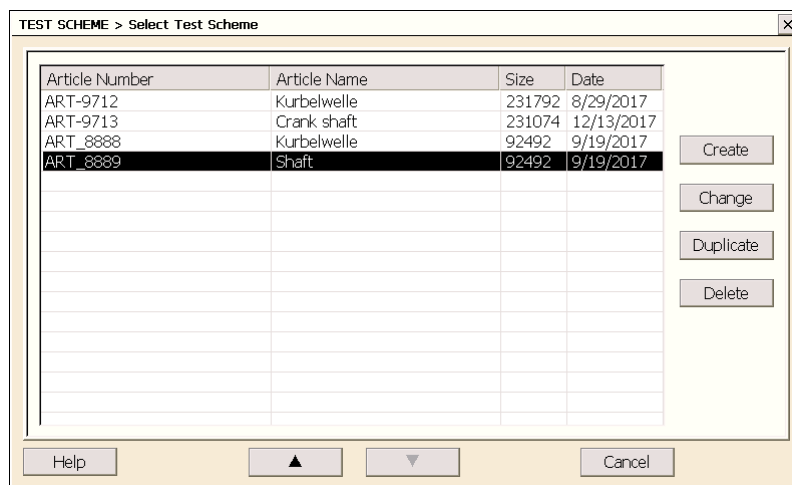 TEST SCHEME > Select Test Scheme
Article Number Article Name Size Date
ART-9712 Kurbelwelle 231792 8/29/2017
ART-9713 Crank shaft 231074 12/13/2017
ART_8888 Kurbelwelle 92492 9/19/2017
ART_8889 Shaft 92492 9/19/2017
Create
Change
Duplicate
Delete
Help Cancel